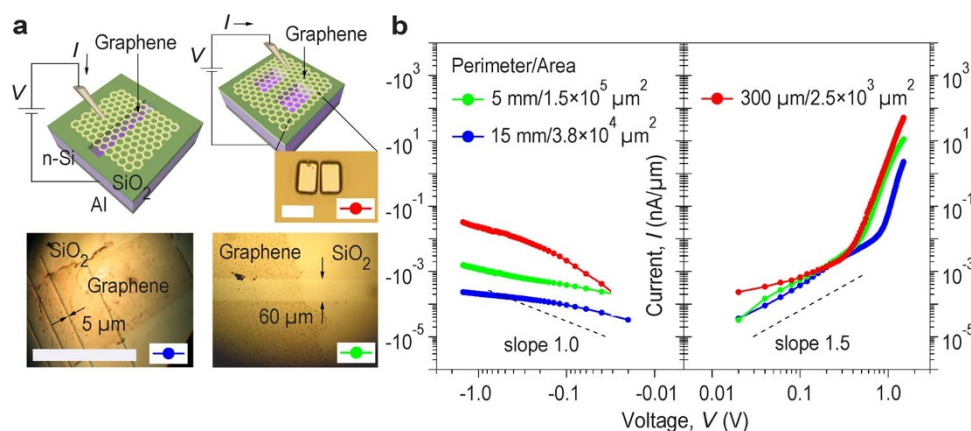 a
b
I
Graphene
V
n-Si
SiO2
Al
I
Graphene
V
SiO2
Graphene
5 µm
Graphene
SiO2
60 µm
Perimeter/Area
5 mm/1.5×10^5 µm^2
15 mm/3.8×10^4 µm^2
300 µm/2.5×10^3 µm^2
-10^3
-10^1
-10^-1
-10^-3
-10^-5
slope 1.0
-1.0
-0.1
-0.01
Current, I (nA/µm)
10^3
10^1
10^-1
10^-3
10^-5
slope 1.5
0.01
0.1
1.0
Voltage, V (V)